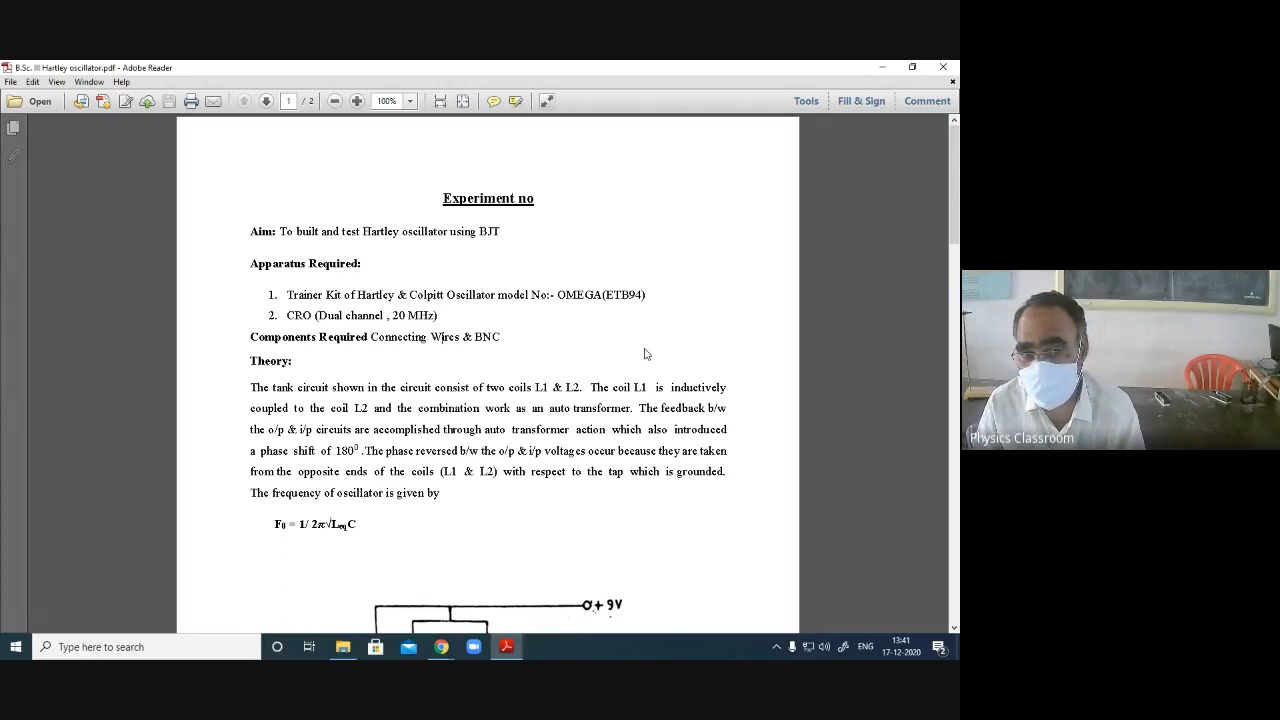 B.Sc. III Hartley oscillator.pdf - Adobe Reader
File Edit View Window Help
Open 1 / 2 100% Tools Fill & Sign Comment
Experiment no
Aim: To built and test Hartley oscillator using BJT
Apparatus Required:
1. Trainer Kit of Hartley & Colpitt Oscillator model No:- OMEGA(ETB94)
2. CRO (Dual channel , 20 MHz)
Components Required Connecting Wires & BNC
Theory:
The tank circuit shown in the circuit consist of two coils L1 & L2. The coil L1 is inductively
coupled to the coil L2 and the combination work as an auto transformer. The feedback b/w
the o/p & i/p circuits are accomplished through auto transformer action which also introduced
a phase shift of 180⁰ .The phase reversed b/w the o/p & i/p voltages occur because they are taken
from the opposite ends of the coils (L1 & L2) with respect to the tap which is grounded.
The frequency of oscillator is given by
F₀ = 1/ 2π√LeqC
+ 9V
Physics Classroom
Type here to search
ENG
13:41
17-12-2020
2